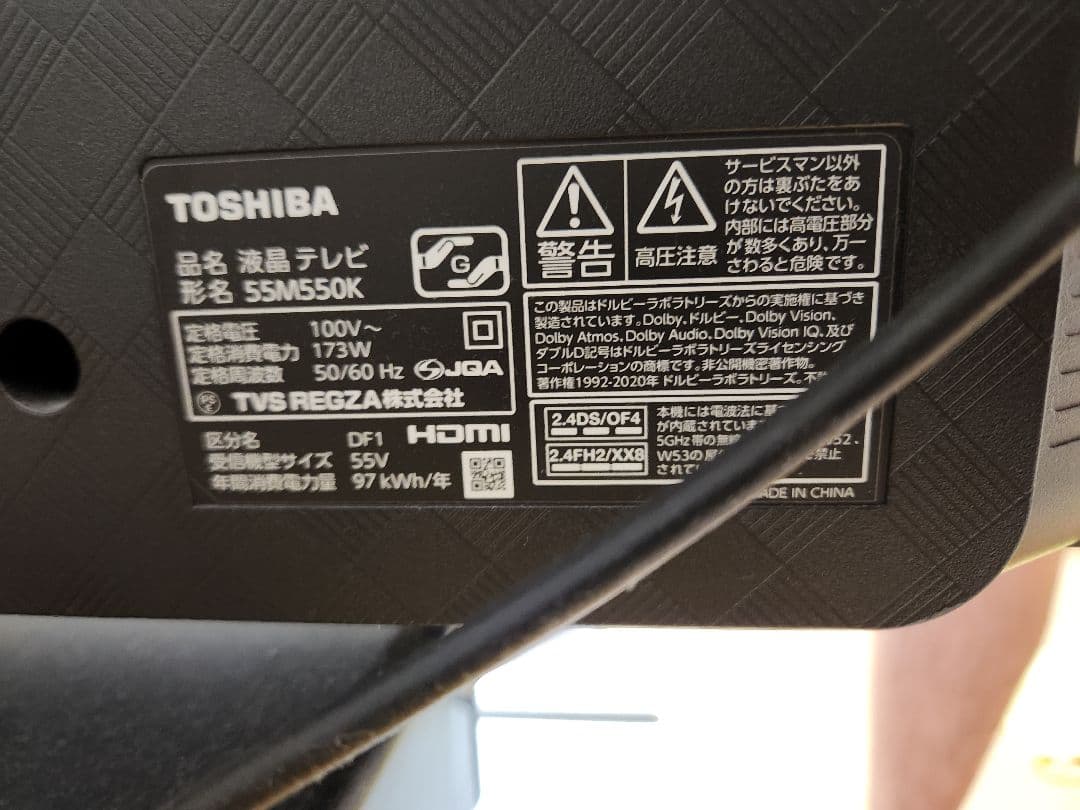 TOSHIBA
品名 液晶テレビ
形名 55M550K
G
定格電圧 100V~
定格消費電力 173W
定格周波数 50/60 Hz JQA
PS E TVS REGZA株式会社
区分名 DF1 HDMI
受信機型サイズ 55V
年間消費電力量 97 kWh/年
警告
高圧注意
サービスマン以外
の方は裏ぶたをあ
けないでください。
内部には高電圧部分
が数多くあり、万一
さわると危険です。
この製品はドルビーラボラトリーズからの実施権に基づき
製造されています。Dolby、ドルビー、Dolby Vision、
Dolby Atmos、Dolby Audio、Dolby Vision IQ、及び
ダブルD記号はドルビーラボラトリーズライセンシング
コーポレーションの商標です。非公開機密著作物。
著作権1992-2020年 ドルビーラボラトリーズ。不
2.4DS/OF4
2.4FH2/XX8
本機には電波法に基
が内蔵されていま
5GHz帯の無線 W52、
W53の屋 禁止
されてい
MADE IN CHINA